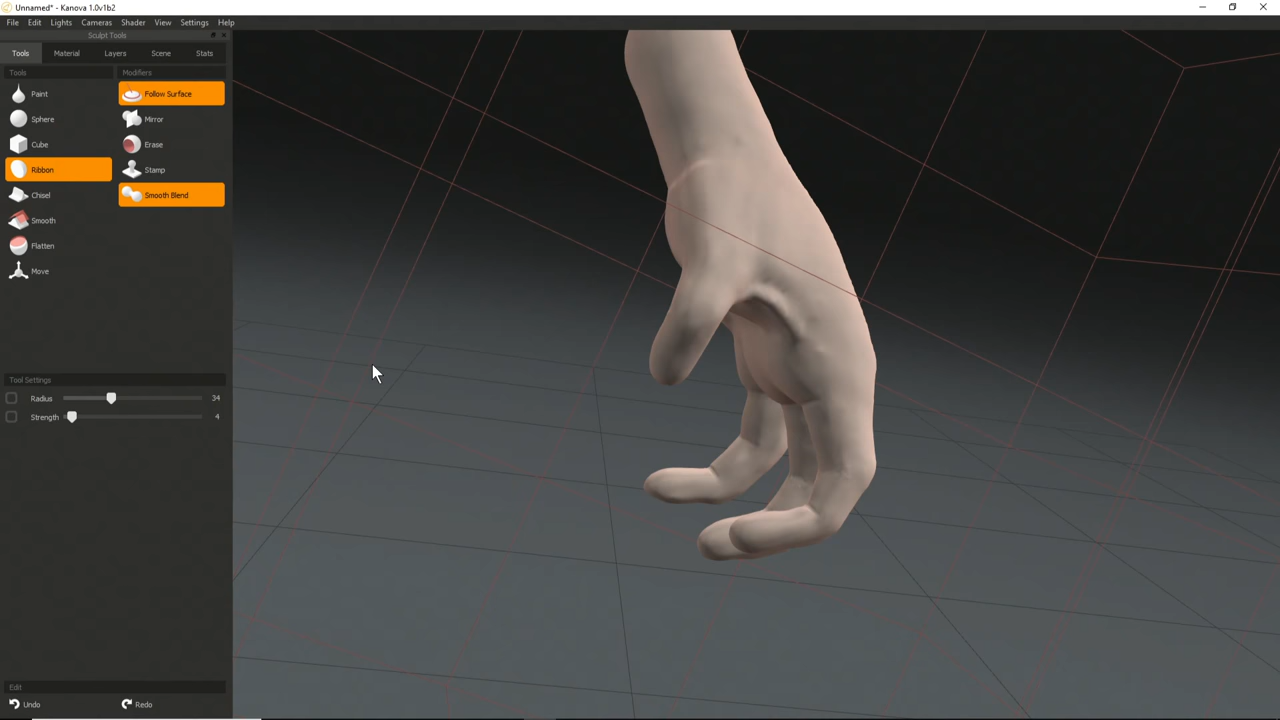 Unnamed* - Kanova 1.0v1b2
File Edit Lights Cameras Shader View Settings Help
Sculpt Tools
Tools Material Layers Scene Stats
Tools Modifiers
Paint Follow Surface
Sphere Mirror
Cube Erase
Ribbon Stamp
Chisel Smooth Blend
Smooth
Flatten
Move
Tool Settings
Radius 34
Strength 4
Edit
Undo Redo